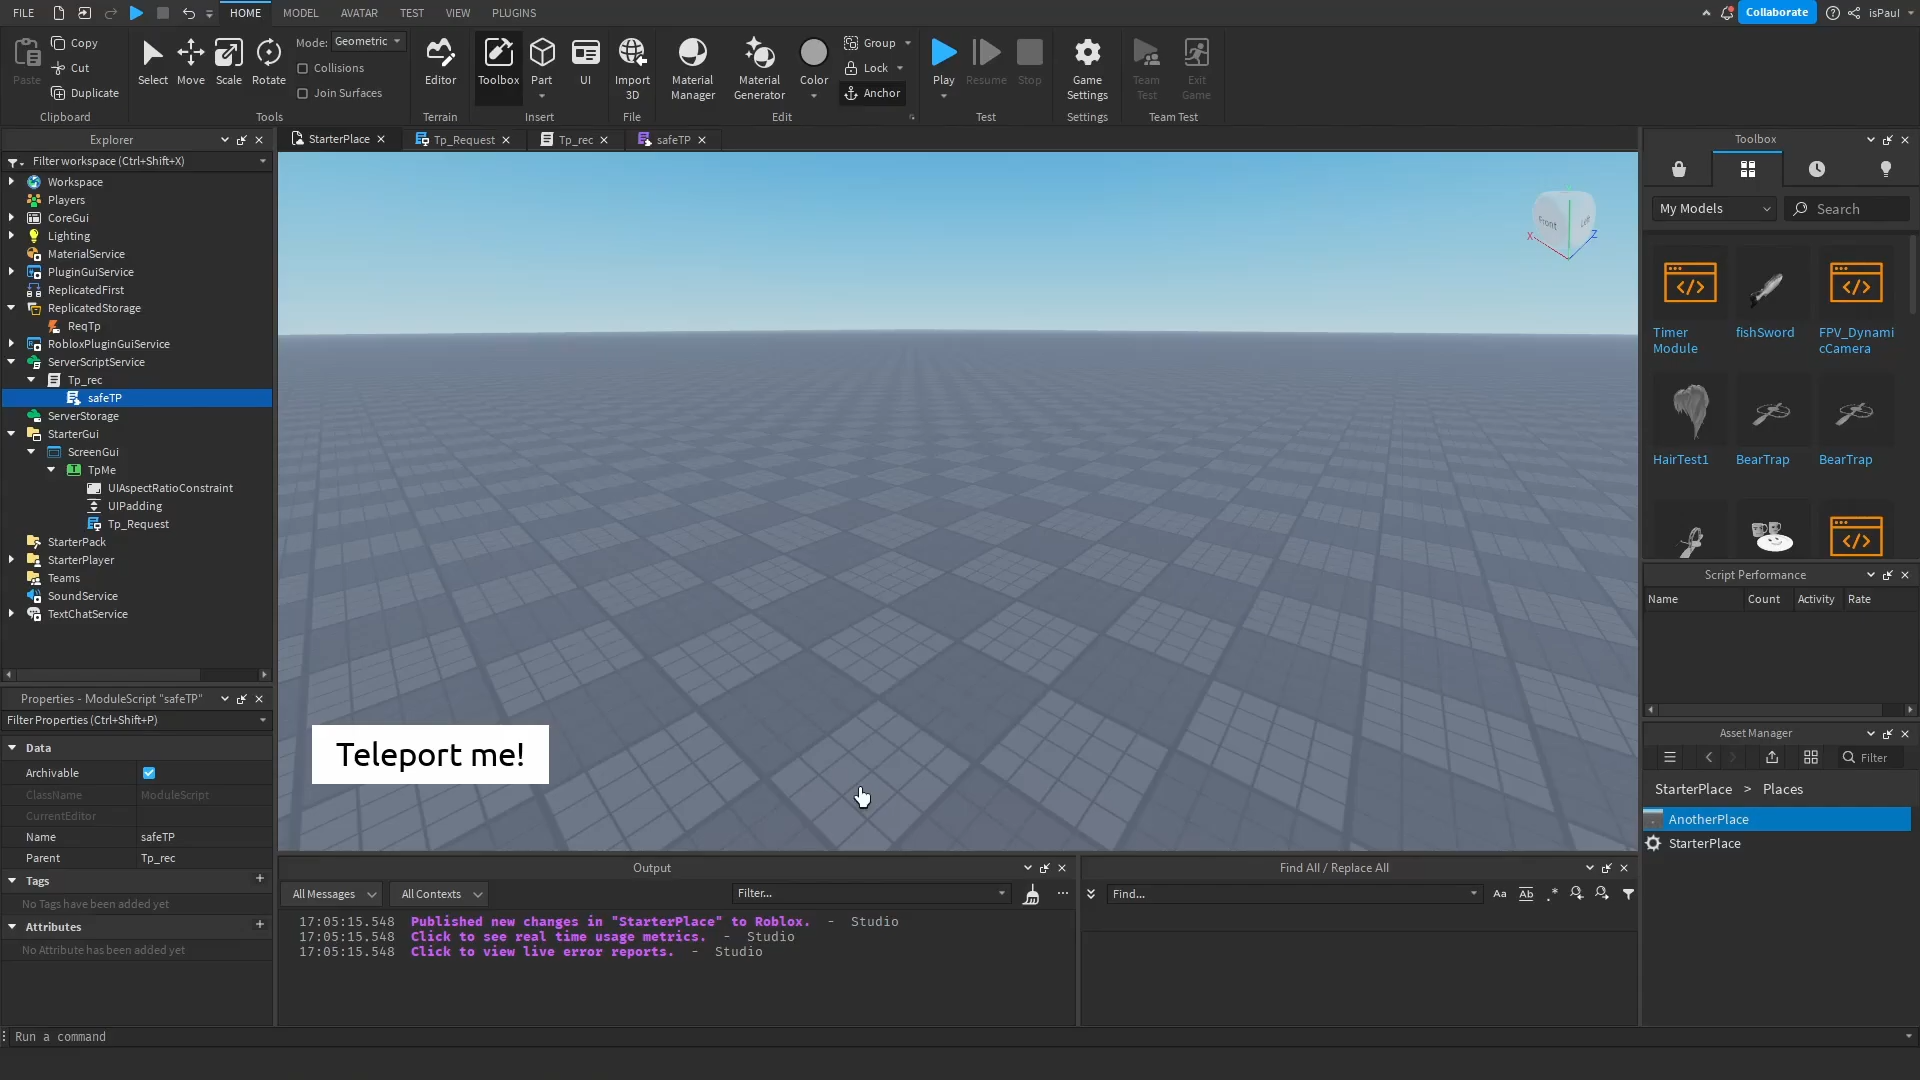 FILE
HOME
MODEL
AVATAR
TEST
VIEW
PLUGINS
Collaborate
isPaul
Paste
Copy
Cut
Duplicate
Clipboard
Select
Move
Scale
Rotate
Mode:
Geometric
Collisions
Join Surfaces
Tools
Editor
Terrain
Toolbox
Part
UI
Insert
Import
3D
File
Material
Manager
Material
Generator
Color
Group
Lock
Anchor
Edit
Play
Resume
Stop
Test
Game
Settings
Settings
Team
Test
Exit
Game
Team Test
Explorer
Filter workspace (Ctrl+Shift+X)
Workspace
Players
CoreGui
Lighting
MaterialService
PluginGuiService
ReplicatedFirst
ReplicatedStorage
ReqTp
RobloxPluginGuiService
ServerScriptService
Tp_rec
safeTP
ServerStorage
StarterGui
ScreenGui
TpMe
UIAspectRatioConstraint
UIPadding
Tp_Request
StarterPack
StarterPlayer
Teams
SoundService
TextChatService
Properties - ModuleScript "safeTP"
Filter Properties (Ctrl+Shift+P)
Data
Archivable
ClassName ModuleScript
CurrentEditor
Name safeTP
Parent Tp_rec
Tags
No Tags have been added yet
Attributes
No Attribute has been added yet
StarterPlace
Tp_Request
Tp_rec
safeTP
Front
X
Z
Teleport me!
Output
All Messages
All Contexts
Filter...
17:05:15.548 Published new changes in "StarterPlace" to Roblox. - Studio
17:05:15.548 Click to see real time usage metrics. - Studio
17:05:15.548 Click to view live error reports. - Studio
Find All / Replace All
Find...
Aa
Ab
.*
Toolbox
My Models
Search
Timer
Module
fishSword
FPV_Dynami
cCamera
HairTest1
BearTrap
BearTrap
Script Performance
Name Count Activity Rate
Asset Manager
Filter
StarterPlace > Places
AnotherPlace
StarterPlace
Run a command